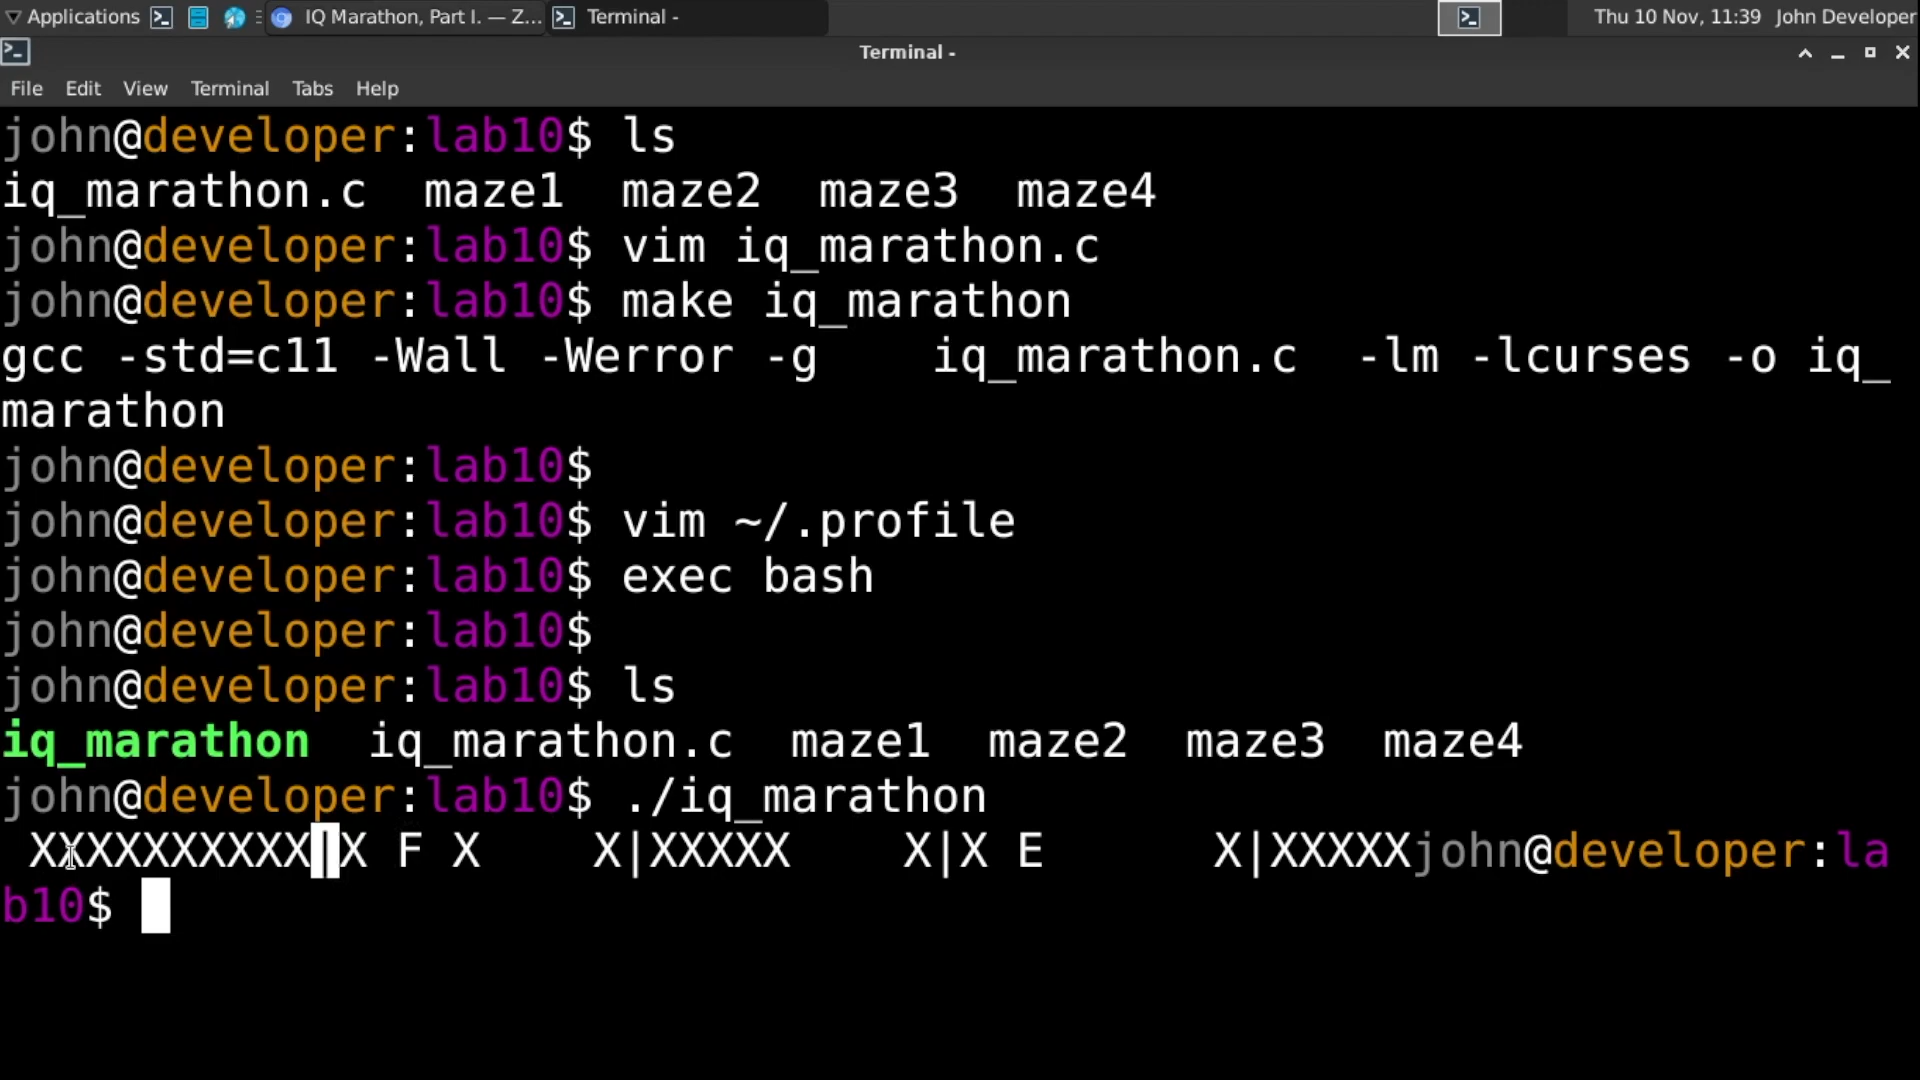 Applications IQ Marathon, Part I. — Z... Terminal - Thu 10 Nov, 11:39 John Developer
Terminal -
File Edit View Terminal Tabs Help
john@developer:lab10$ ls
iq_marathon.c  maze1  maze2  maze3  maze4
john@developer:lab10$ vim iq_marathon.c
john@developer:lab10$ make iq_marathon
gcc -std=c11 -Wall -Werror -g    iq_marathon.c  -lm -lcurses -o iq_
marathon
john@developer:lab10$
john@developer:lab10$ vim ~/.profile
john@developer:lab10$ exec bash
john@developer:lab10$
john@developer:lab10$ ls
iq_marathon  iq_marathon.c  maze1  maze2  maze3  maze4
john@developer:lab10$ ./iq_marathon
 XXXXXXXXXX|X F X    X|XXXXX    X|X E      X|XXXXXjohn@developer:la
b10$